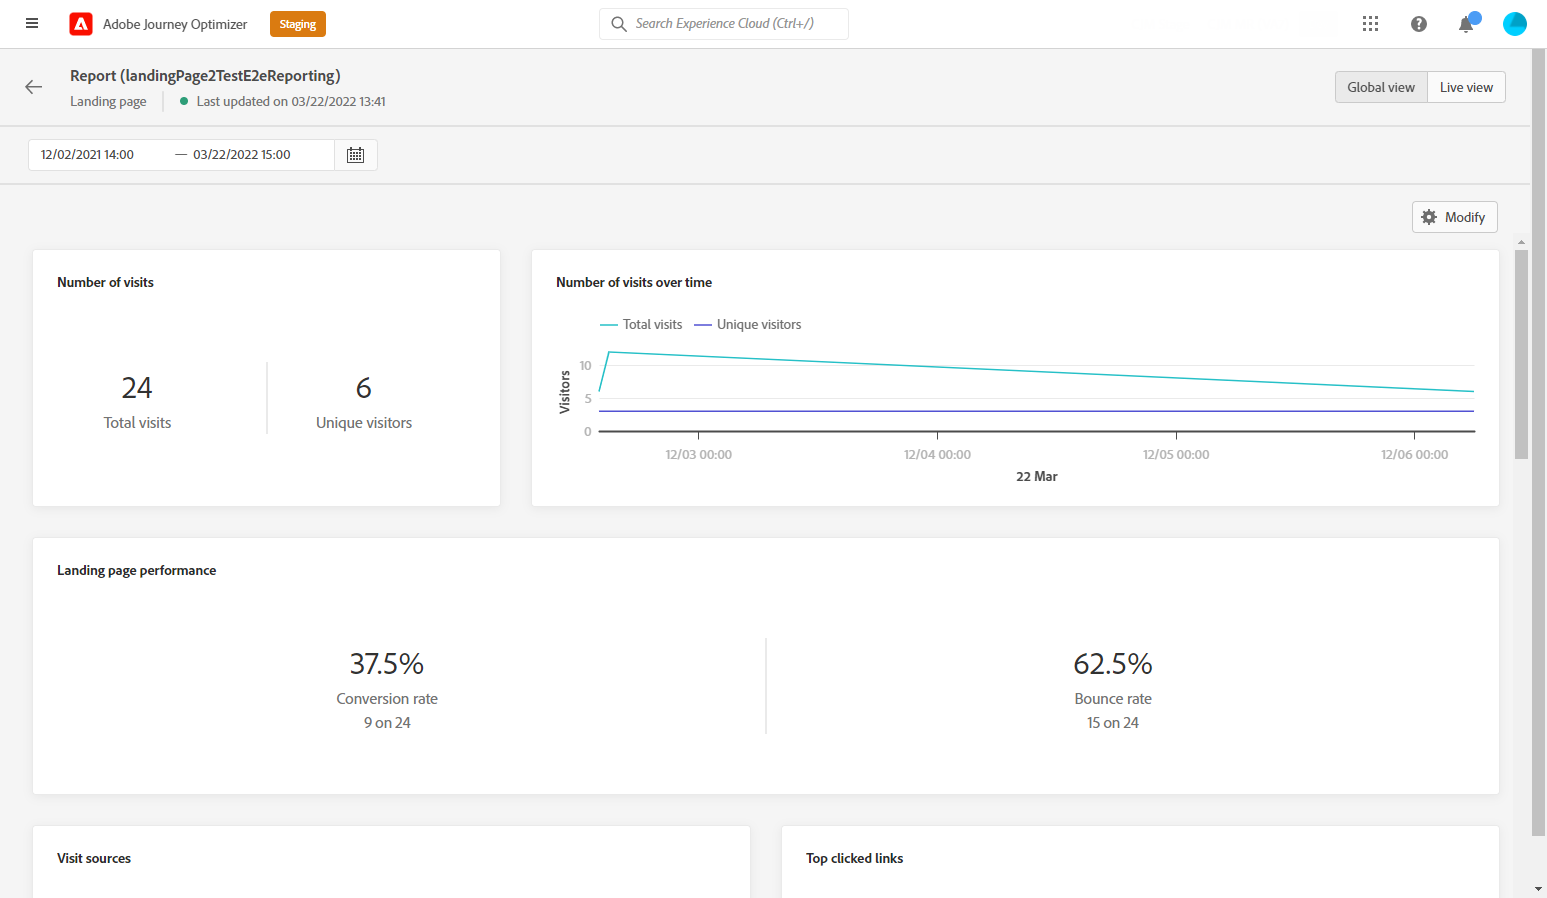 Adobe Journey Optimizer
Staging
Search Experience Cloud (Ctrl+/)
Report (landingPage2TestE2eReporting)
Landing page
Last updated on 03/22/2022 13:41
Global view
Live view
12/02/2021 14:00 — 03/22/2022 15:00
Modify
Number of visits
24
Total visits
6
Unique visitors
Number of visits over time
Total visits
Unique visitors
Visitors
10
5
0
12/03 00:00
12/04 00:00
12/05 00:00
12/06 00:00
22 Mar
Landing page performance
37.5%
Conversion rate
9 on 24
62.5%
Bounce rate
15 on 24
Visit sources
Top clicked links